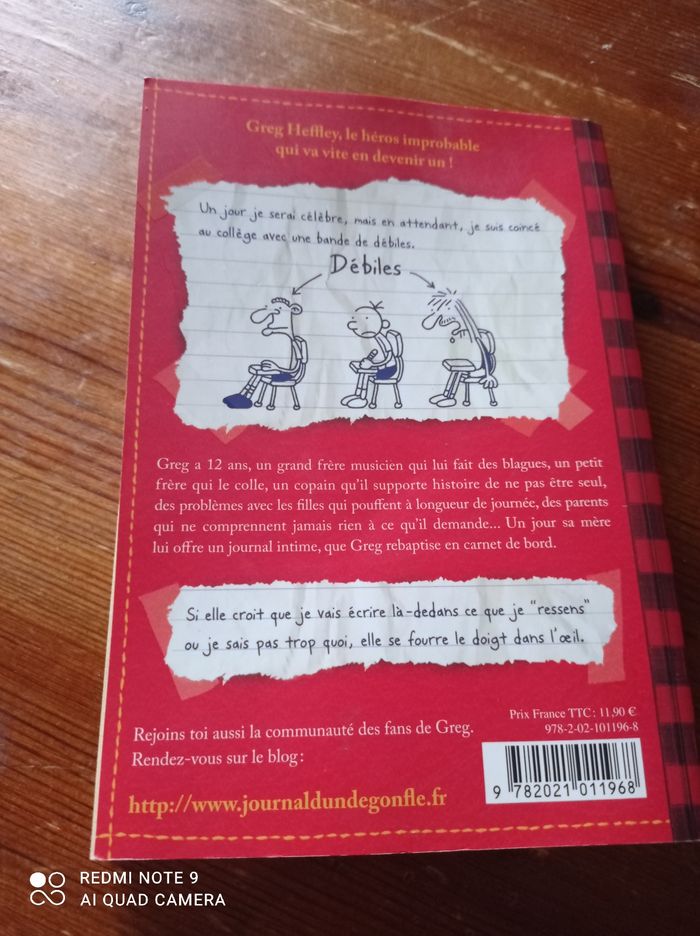 Greg Heffley, le héros improbable
qui va vite en devenir un !
Un jour je serai célèbre, mais en attendant, je suis coincé
au collège avec une bande de débiles.
Débiles
Greg a 12 ans, un grand frère musicien qui lui fait des blagues, un petit
frère qui le colle, un copain qu'il supporte histoire de ne pas être seul,
des problèmes avec les filles qui pouffent à longueur de journée, des parents
qui ne comprennent jamais rien à ce qu'il demande... Un jour sa mère
lui offre un journal intime, que Greg rebaptise en carnet de bord.
Si elle croit que je vais écrire là-dedans ce que je "ressens"
ou je sais pas trop quoi, elle se fourre le doigt dans l'œil.
Rejoins toi aussi la communauté des fans de Greg.
Rendez-vous sur le blog :
http://www.journaldundegonfle.fr
Prix France TTC : 11,90 €
978-2-02-101196-8
9 782021 011968
REDMI NOTE 9
AI QUAD CAMERA